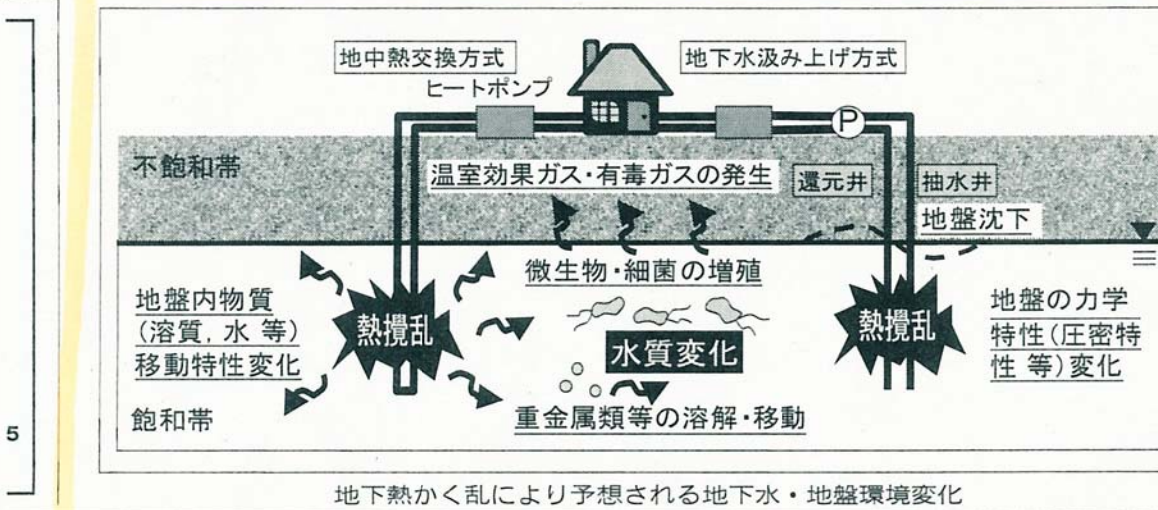 地中熱交換方式
地下水汲み上げ方式
ヒートポンプ
P
不飽和帯
温室効果ガス・有毒ガスの発生
還元井
抽水井
地盤沈下
微生物・細菌の増殖
地盤内物質
(溶質, 水 等)
移動特性変化
熱攪乱
水質変化
熱攪乱
地盤の力学
特性(圧密特
性 等)変化
重金属類等の溶解・移動
飽和帯
5
地下熱かく乱により予想される地下水・地盤環境変化